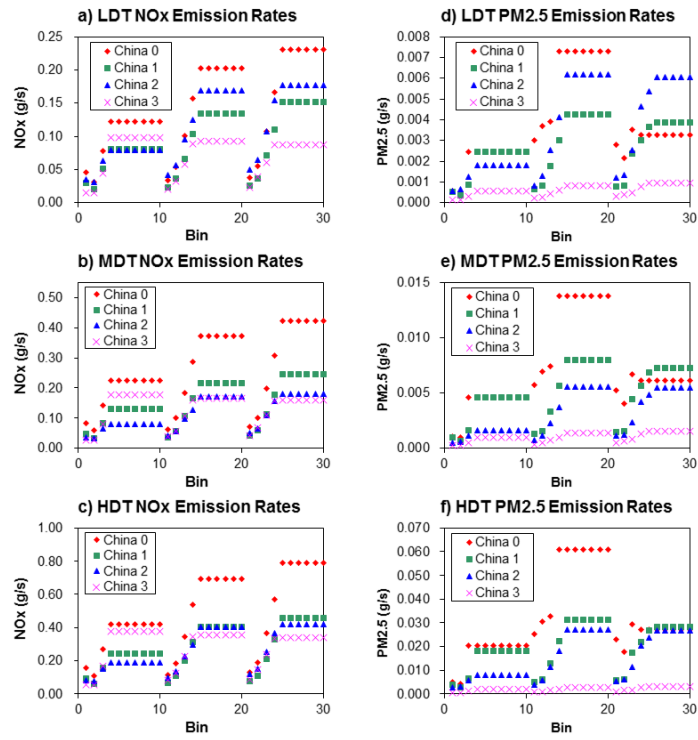 a) LDT NOx Emission Rates
0.25
0.20
0.15
0.10
0.05
0.00
NOx (g/s)
China 0
China 1
China 2
China 3
0
10
20
30
Bin
d) LDT PM2.5 Emission Rates
0.008
0.007
0.006
0.005
0.004
0.003
0.002
0.001
0.000
PM2.5 (g/s)
China 0
China 1
China 2
China 3
0
10
20
30
Bin
b) MDT NOx Emission Rates
0.50
0.40
0.30
0.20
0.10
0.00
NOx (g/s)
China 0
China 1
China 2
China 3
0
10
20
30
Bin
e) MDT PM2.5 Emission Rates
0.015
0.010
0.005
0.000
PM2.5 (g/s)
China 0
China 1
China 2
China 3
0
10
20
30
Bin
c) HDT NOx Emission Rates
1.00
0.80
0.60
0.40
0.20
0.00
NOx (g/s)
China 0
China 1
China 2
China 3
0
10
20
30
Bin
f) HDT PM2.5 Emission Rates
0.070
0.060
0.050
0.040
0.030
0.020
0.010
0.000
PM2.5 (g/s)
China 0
China 1
China 2
China 3
0
10
20
30
Bin